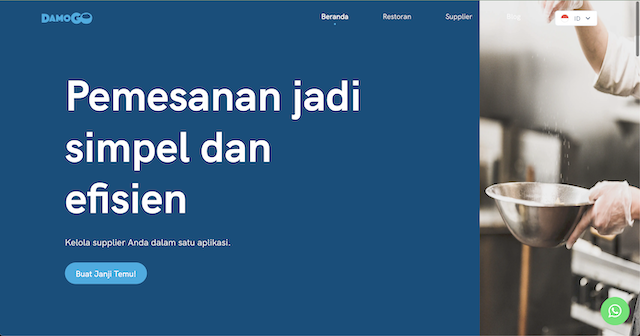 DAMOGO
Beranda
Restoran
Supplier
Blog
ID
Pemesanan jadi
simpel dan
efisien
Kelola supplier Anda dalam satu aplikasi.
Buat Janji Temu!